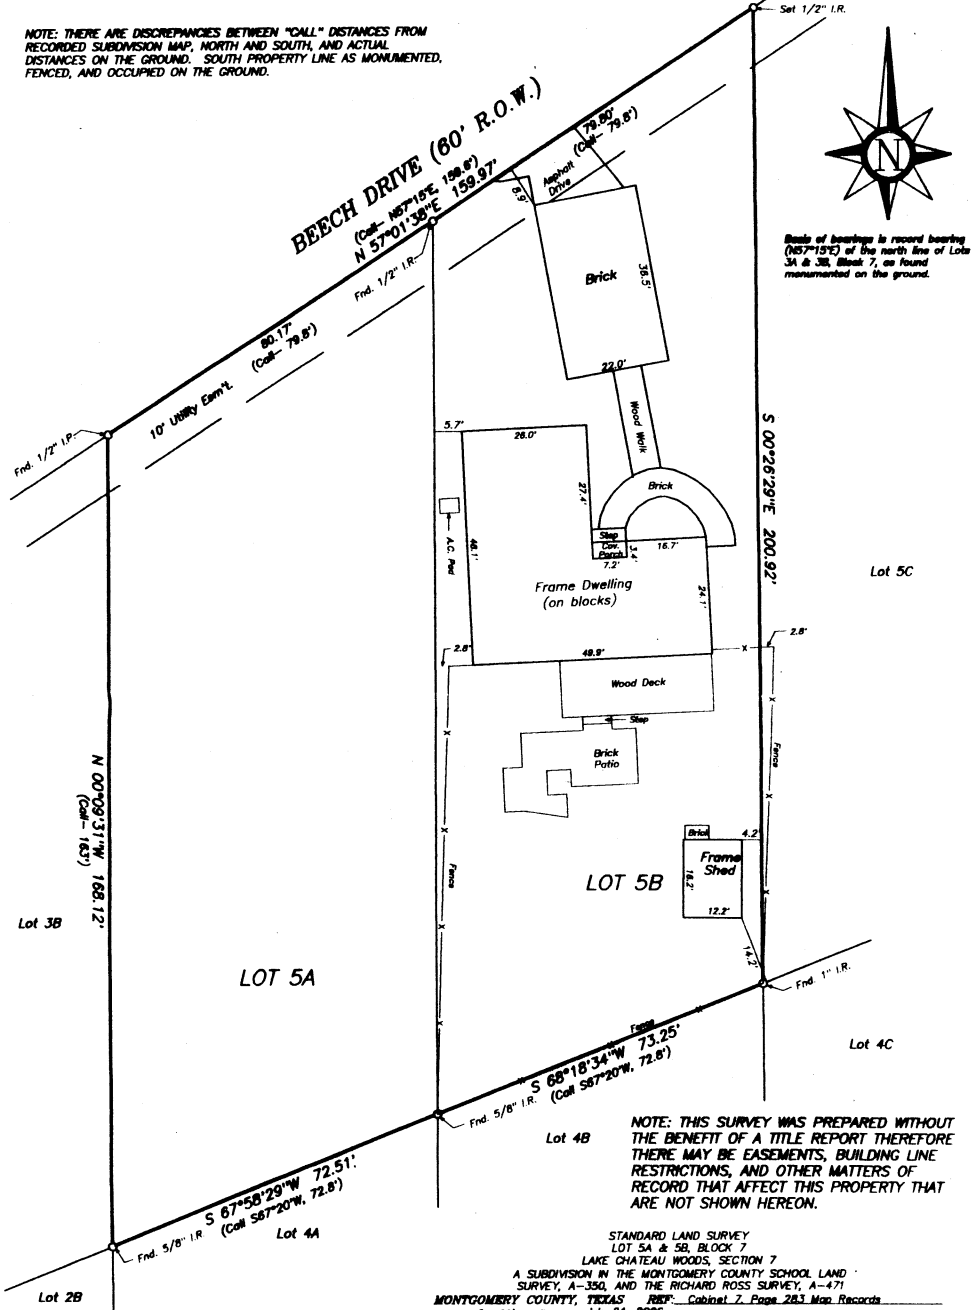 NOTE: THERE ARE DISCREPANCIES BETWEEN "CALL" DISTANCES FROM
RECORDED SUBDIVISION MAP, NORTH AND SOUTH, AND ACTUAL
DISTANCES ON THE GROUND. SOUTH PROPERTY LINE AS MONUMENTED,
FENCED, AND OCCUPIED ON THE GROUND.
Set 1/2" I.R.
N
Basis of bearings is record bearing
(N57°15'E) of the north line of Lots
3A & 3B, Block 7, as found
monumented on the ground.
BEECH DRIVE (60' R.O.W.)
(Call- N57°15'E, 159.6')
N 57°01'38"E 159.97'
79.80'
(Call- 79.8')
Asphalt
Drive
8.9'
Fnd. 1/2" I.R.
80.17'
(Call- 79.8')
10' Utility Esm't.
Fnd. 1/2" I.P.
Brick
36.5'
22.0'
Wood Walk
Brick
5.7'
26.0'
27.4'
Step
Cov.
Porch
3.4'
7.2'
16.7'
A.C. Pad
46.1'
Frame Dwelling
(on blocks)
24.1'
S 00°26'29"E 200.92'
Lot 5C
2.8'
49.9'
2.8'
Wood Deck
Step
Brick
Patio
Fence
Fence
N 00°09'31"W 168.12'
(Call- 163')
Brick
4.2'
Frame
Shed
16.2'
12.2'
14.2'
LOT 5B
Lot 3B
LOT 5A
Fnd. 1" I.R.
Fence
S 68°18'34"W 73.25'
(Call S67°20'W, 72.8')
Lot 4C
Fnd. 5/8" I.R.
Lot 4B
S 67°58'29"W 72.51'
(Call S67°20'W, 72.8')
Lot 4A
Fnd. 5/8" I.R.
Lot 2B
NOTE: THIS SURVEY WAS PREPARED WITHOUT
THE BENEFIT OF A TITLE REPORT THEREFORE
THERE MAY BE EASEMENTS, BUILDING LINE
RESTRICTIONS, AND OTHER MATTERS OF
RECORD THAT AFFECT THIS PROPERTY THAT
ARE NOT SHOWN HEREON.
STANDARD LAND SURVEY
LOT 5A & 5B, BLOCK 7
LAKE CHATEAU WOODS, SECTION 7
A SUBDIVISION IN THE MONTGOMERY COUNTY SCHOOL LAND
SURVEY, A-350, AND THE RICHARD ROSS SURVEY, A-471
MONTGOMERY COUNTY, TEXAS REF: Cabinet 7, Page 283 Map Records